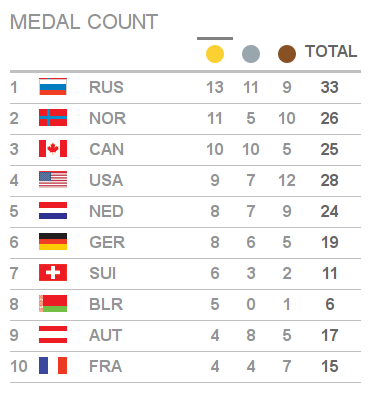 MEDAL COUNT
TOTAL
1 RUS 13 11 9 33
2 NOR 11 5 10 26
3 CAN 10 10 5 25
4 USA 9 7 12 28
5 NED 8 7 9 24
6 GER 8 6 5 19
7 SUI 6 3 2 11
8 BLR 5 0 1 6
9 AUT 4 8 5 17
10 FRA 4 4 7 15